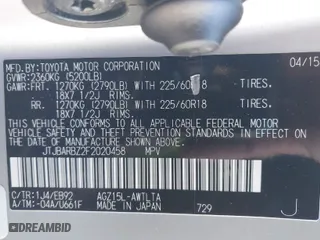 MFD.BY:TOYOTA MOTOR CORPORATION 04/15
GVWR:2360KG (5200LB)
GAWR:FRT. 1270KG (2790LB) WITH 225/60R18 TIRES.
18X7 1/2J RIMS.
RR. 1270KG (2790LB) WITH 225/60R18 TIRES.
18X7 1/2J RIMS.
THIS VEHICLE CONFORMS TO ALL APPLICABLE FEDERAL MOTOR
VEHICLE SAFETY AND THEFT PREVENTION STANDARDS IN EFFECT
ON THE DATE OF MANUFACTURE SHOWN ABOVE.
JTJBARBZ2F2020458 MPV
C/TR:1J4/EB92 AGZ15L-AWTLTA
A/TM:-04A/U661F MADE IN JAPAN 729 J